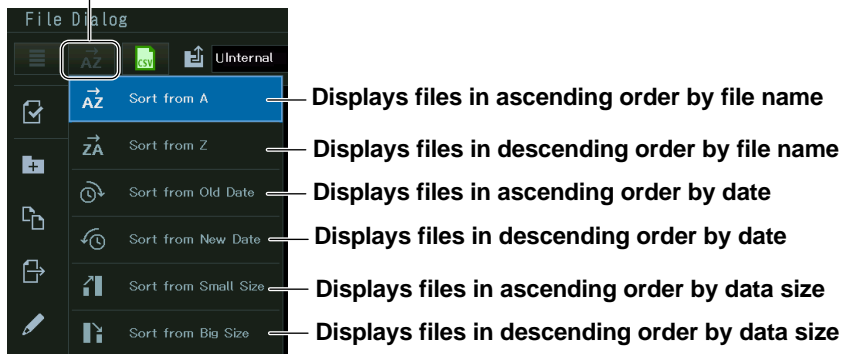 File Dialog
AZ CSV UInternal
AZ Sort from A Displays files in ascending order by file name
ZA Sort from Z Displays files in descending order by file name
Sort from Old Date Displays files in ascending order by date
Sort from New Date Displays files in descending order by date
Sort from Small Size Displays files in ascending order by data size
Sort from Big Size Displays files in descending order by data size